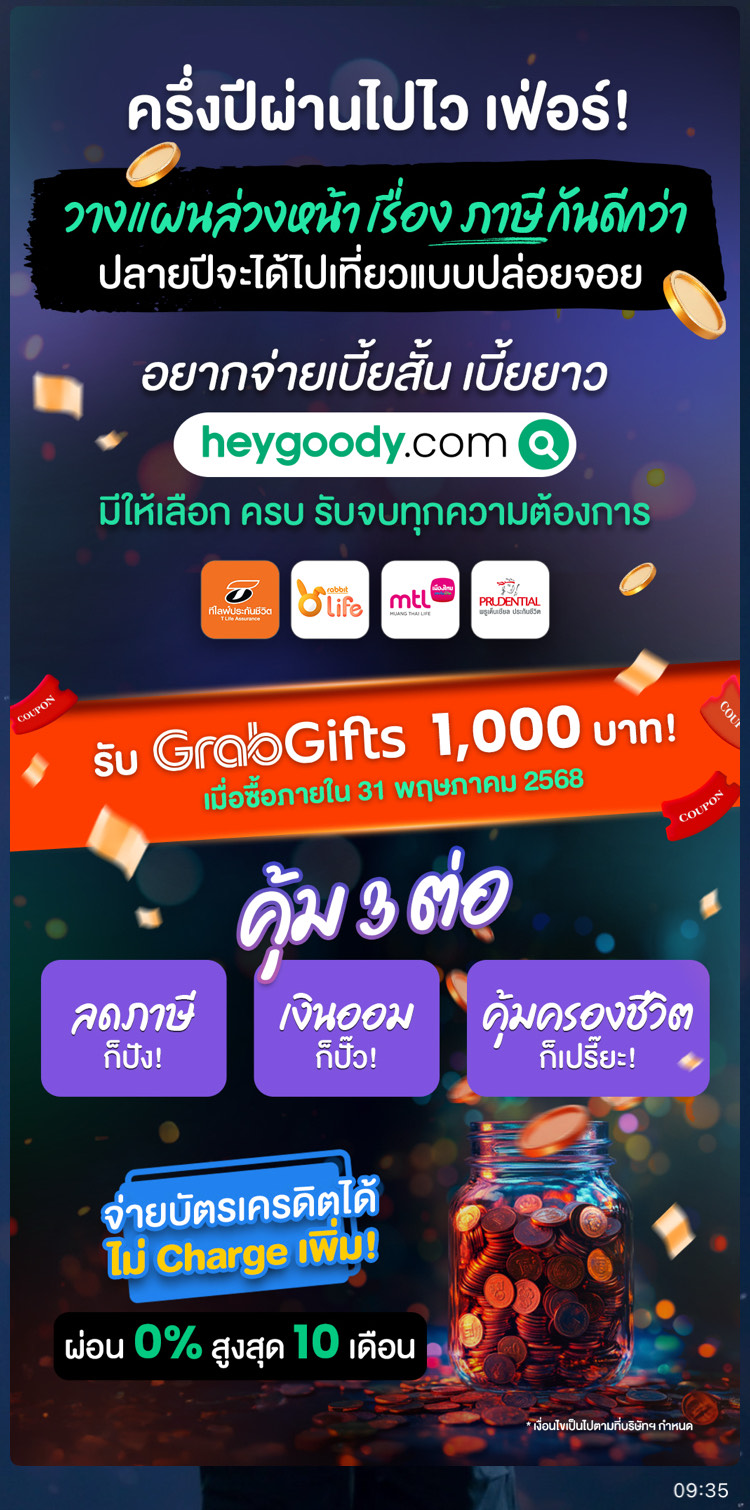 ครึ่งปีผ่านไปไว เฟ่อร์!
วางแผนล่วงหน้า เรื่อง ภาษี กันดีกว่า
ปลายปีจะได้ไปเที่ยวแบบปล่อยจอย
อยากจ่ายเบี้ยสั้น เบี้ยยาว
heygoody.com
มีให้เลือก ครบ รับจบทุกความต้องการ
ทีไลฟ์ประกันชีวิต
T Life Assurance
rabbit
Life
mtl
เมืองไทย
MUANG THAI LIFE
PRUDENTIAL
พรูเด็นเชียล ประกันชีวิต
COUPON
COU
รับ GrabGifts 1,000 บาท!
เมื่อซื้อภายใน 31 พฤษภาคม 2568
COUPON
คุ้ม 3 ต่อ
ลดภาษี
ก็ปัง!
เงินออม
ก็ปั๊ว!
คุ้มครองชีวิต
ก็เปรี๊ยะ!
จ่ายบัตรเครดิตได้
ไม่ Charge เพิ่ม!
ผ่อน 0% สูงสุด 10 เดือน
* เงื่อนไขเป็นไปตามที่บริษัทฯ กำหนด
09:35